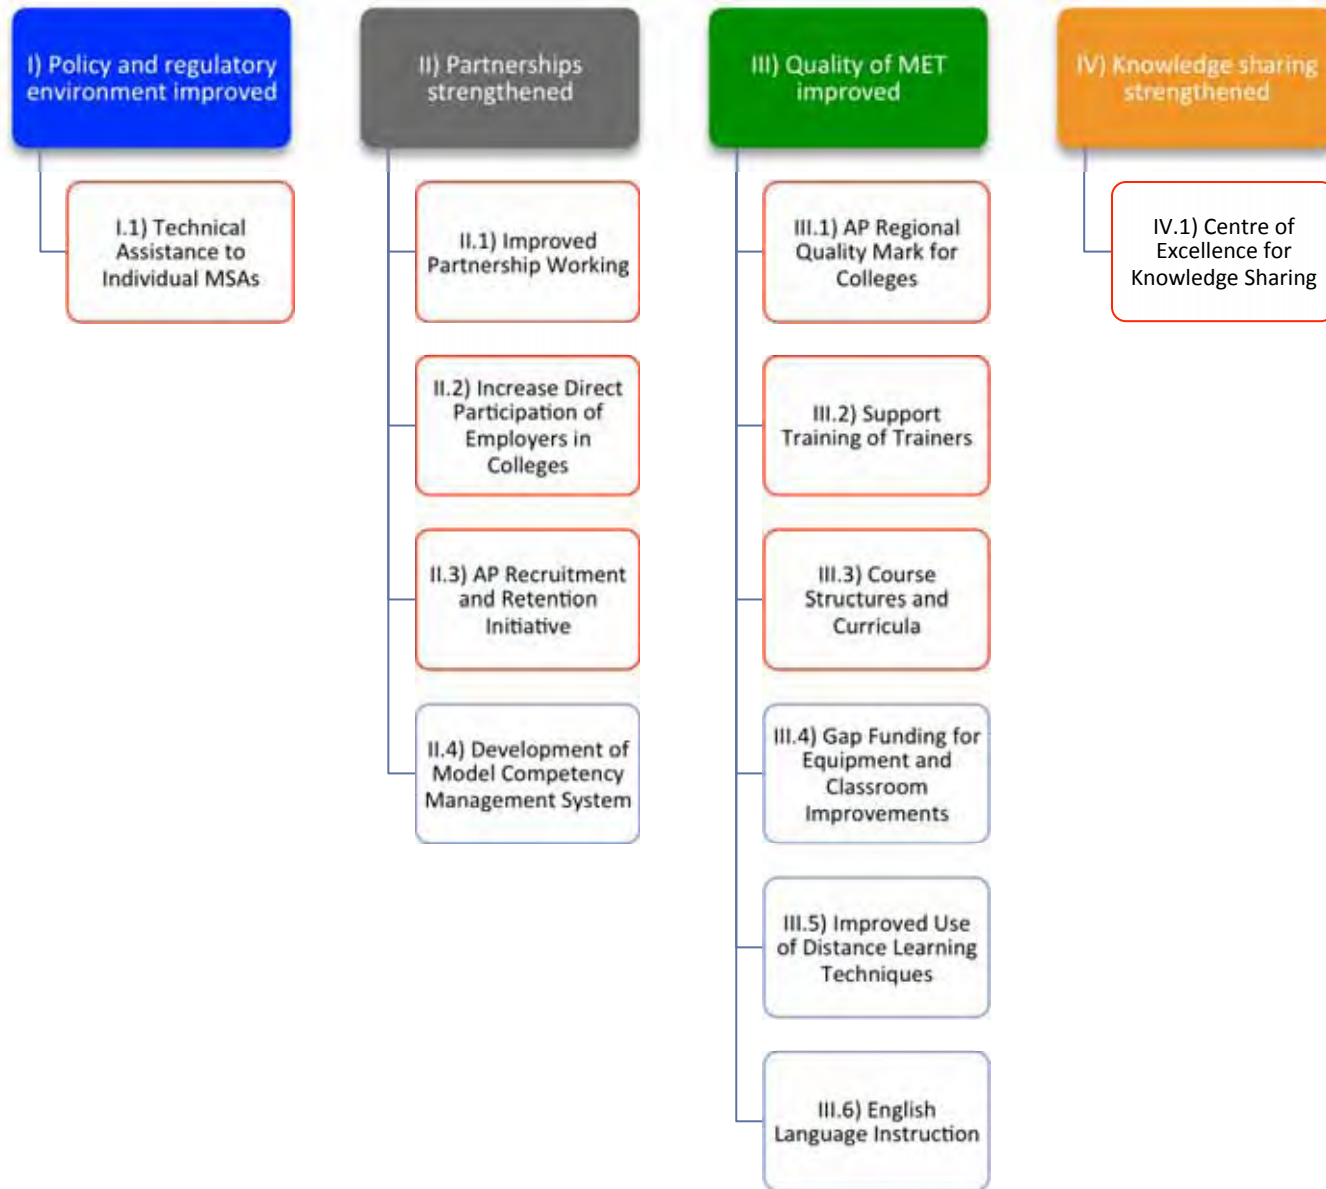 I) Policy and regulatory
environment improved
I.1) Technical
Assistance to
Individual MSAs
II) Partnerships
strengthened
II.1) Improved
Partnership Working
II.2) Increase Direct
Participation of
Employers in
Colleges
II.3) AP Recruitment
and Retention
Initiative
II.4) Development of
Model Competency
Management System
III) Quality of MET
improved
III.1) AP Regional
Quality Mark for
Colleges
III.2) Support
Training of Trainers
III.3) Course
Structures and
Curricula
III.4) Gap Funding for
Equipment and
Classroom
Improvements
III.5) Improved Use
of Distance Learning
Techniques
III.6) English
Language Instruction
IV) Knowledge sharing
strengthened
IV.1) Centre of
Excellence for
Knowledge Sharing